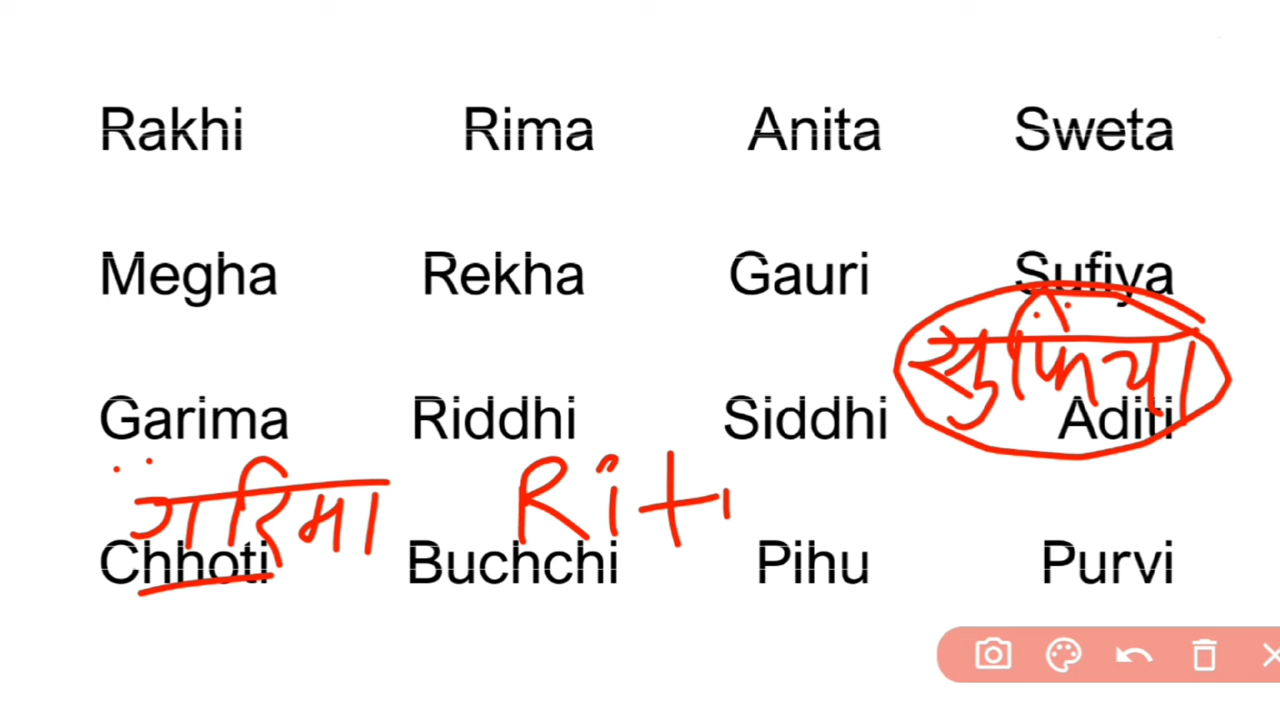 Rakhi Rima Anita Sweta
Megha Rekha Gauri Sufiya
सुफिया
Garima Riddhi Siddhi Aditi
गरिमा Riti
Chhoti Buchchi Pihu Purvi